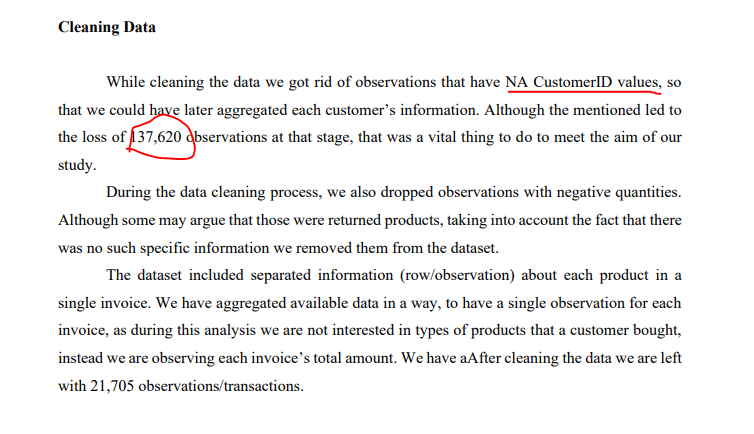 Cleaning Data
While cleaning the data we got rid of observations that have NA CustomerID values, so
that we could have later aggregated each customer's information. Although the mentioned led to
the loss of 137,620 observations at that stage, that was a vital thing to do to meet the aim of our
study.
During the data cleaning process, we also dropped observations with negative quantities.
Although some may argue that those were returned products, taking into account the fact that there
was no such specific information we removed them from the dataset.
The dataset included separated information (row/observation) about each product in a
single invoice. We have aggregated available data in a way, to have a single observation for each
invoice, as during this analysis we are not interested in types of products that a customer bought,
instead we are observing each invoice's total amount. We have aAfter cleaning the data we are left
with 21,705 observations/transactions.